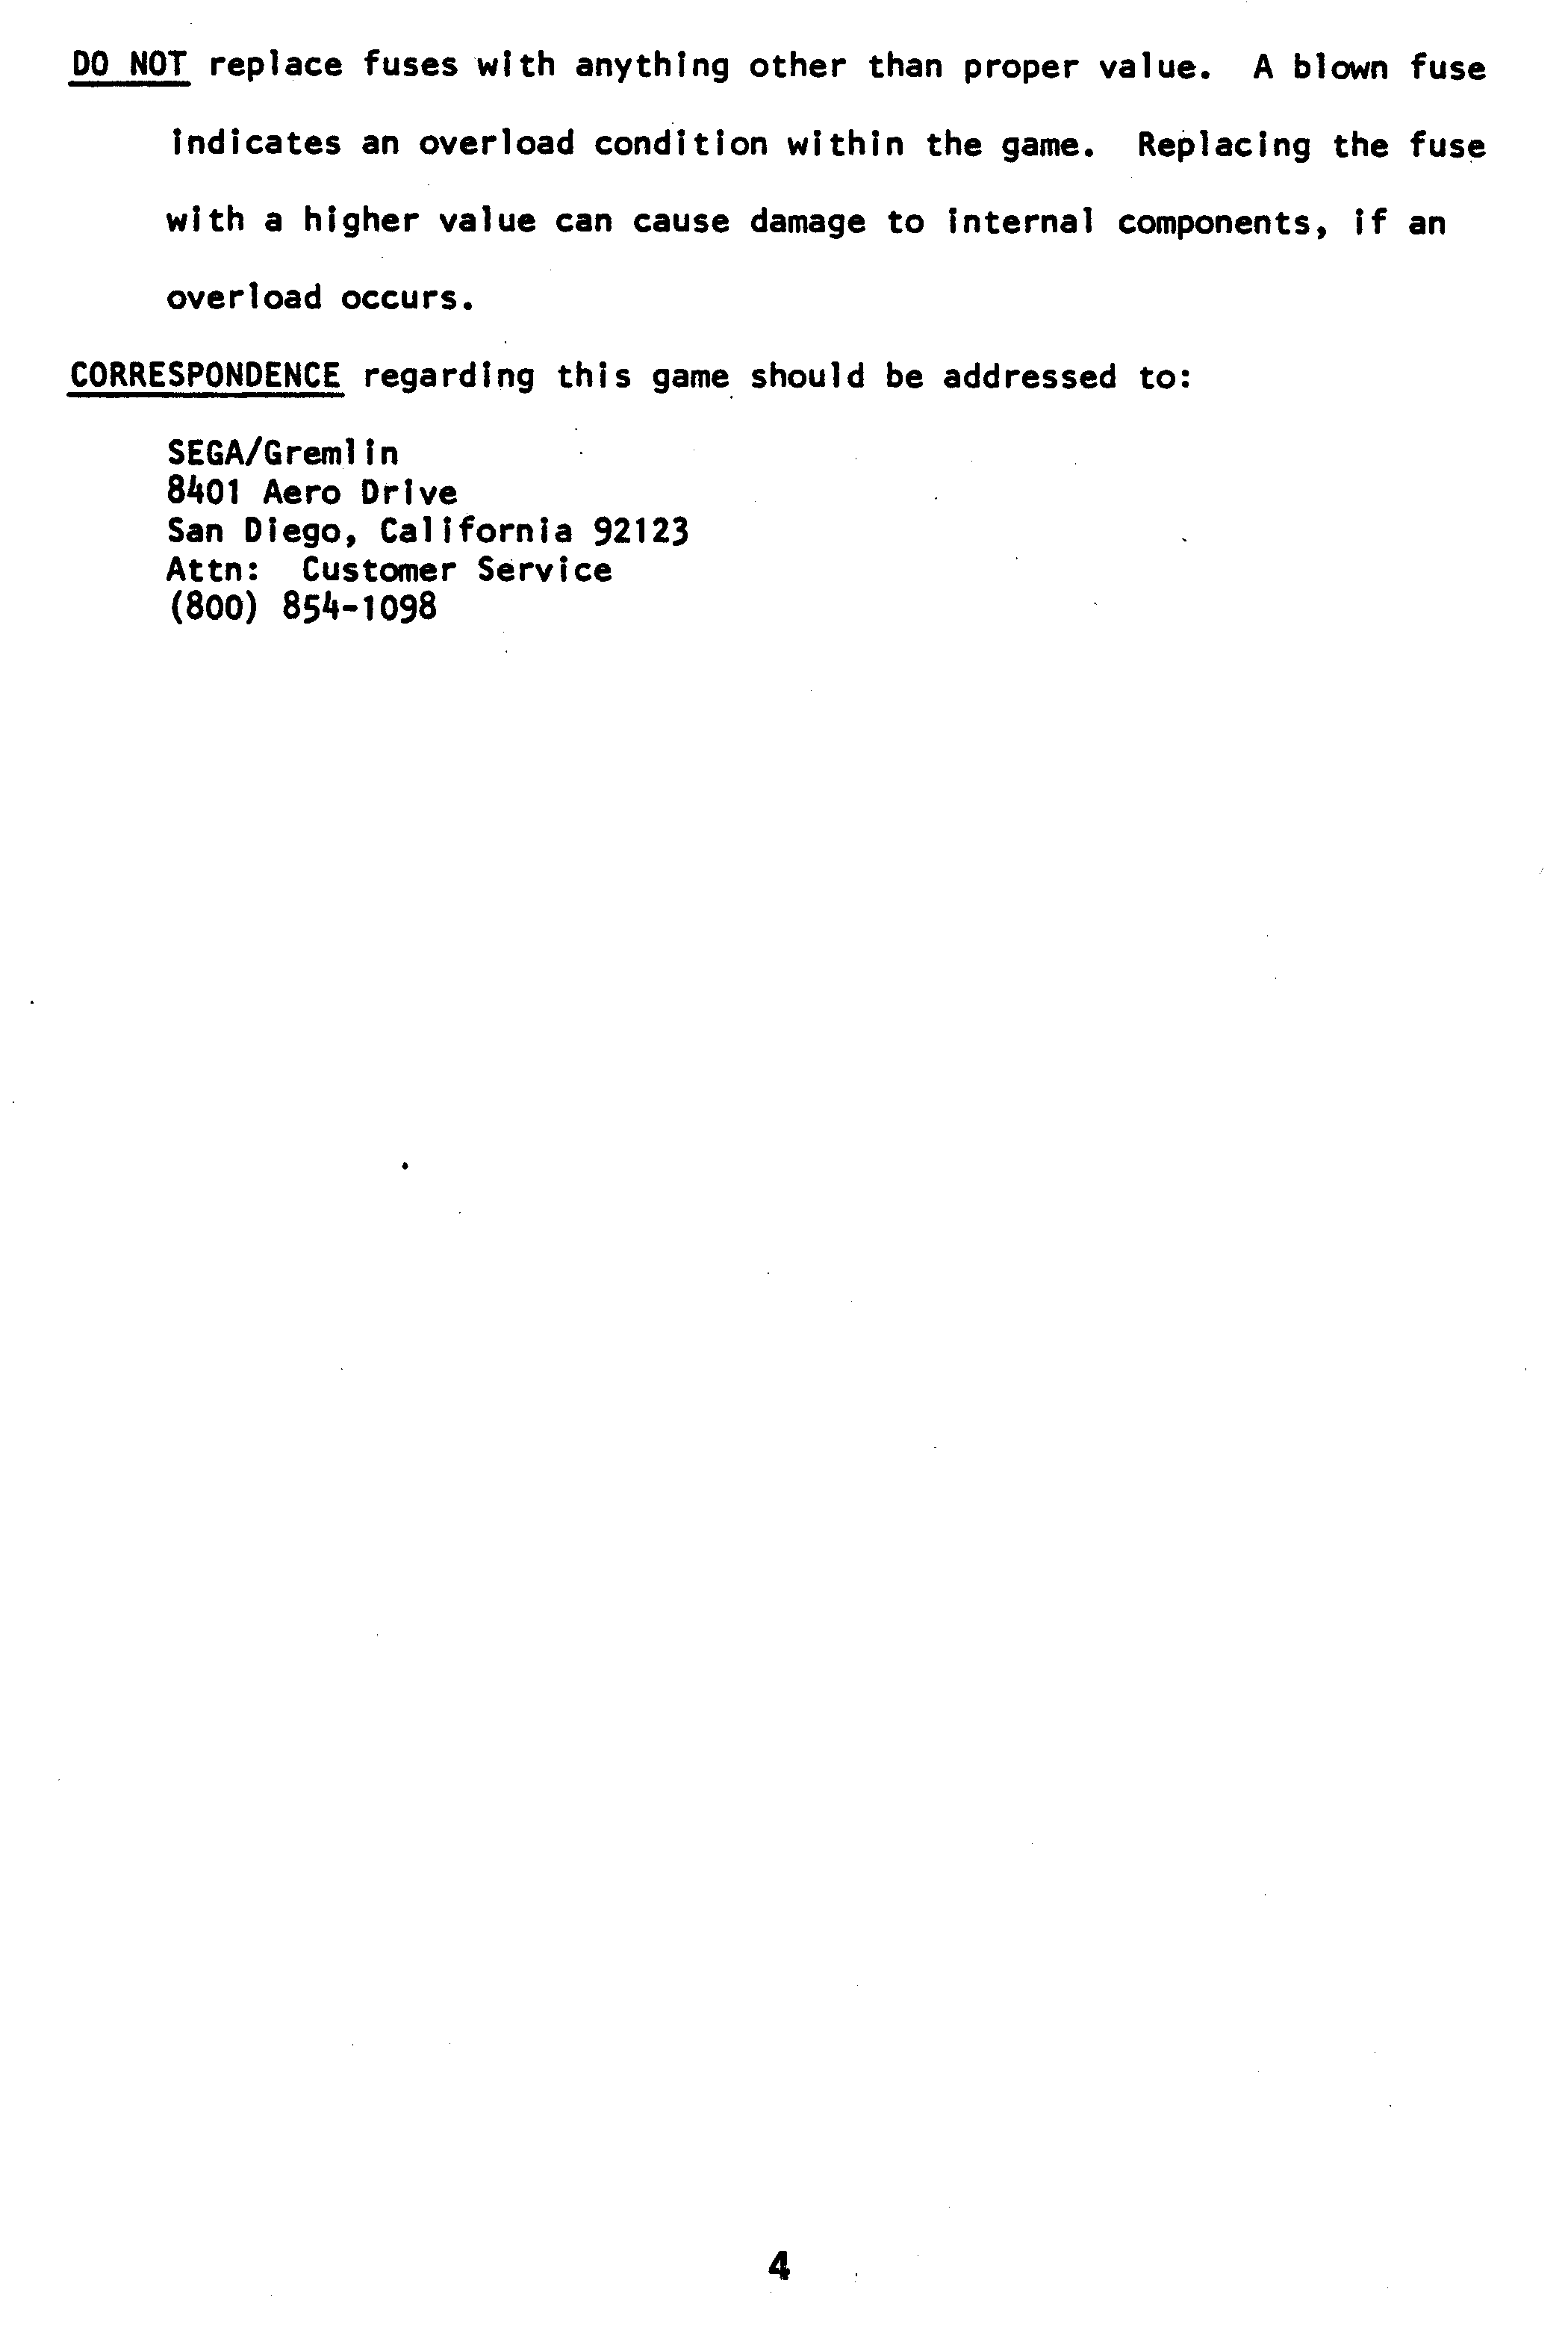 DO NOT replace fuses with anything other than proper value. A blown fuse
indicates an overload condition within the game. Replacing the fuse
with a higher value can cause damage to internal components, if an
overload occurs.
CORRESPONDENCE regarding this game should be addressed to:
SEGA/Gremlin
8401 Aero Drive
San Diego, California 92123
Attn: Customer Service
(800) 854-1098
4